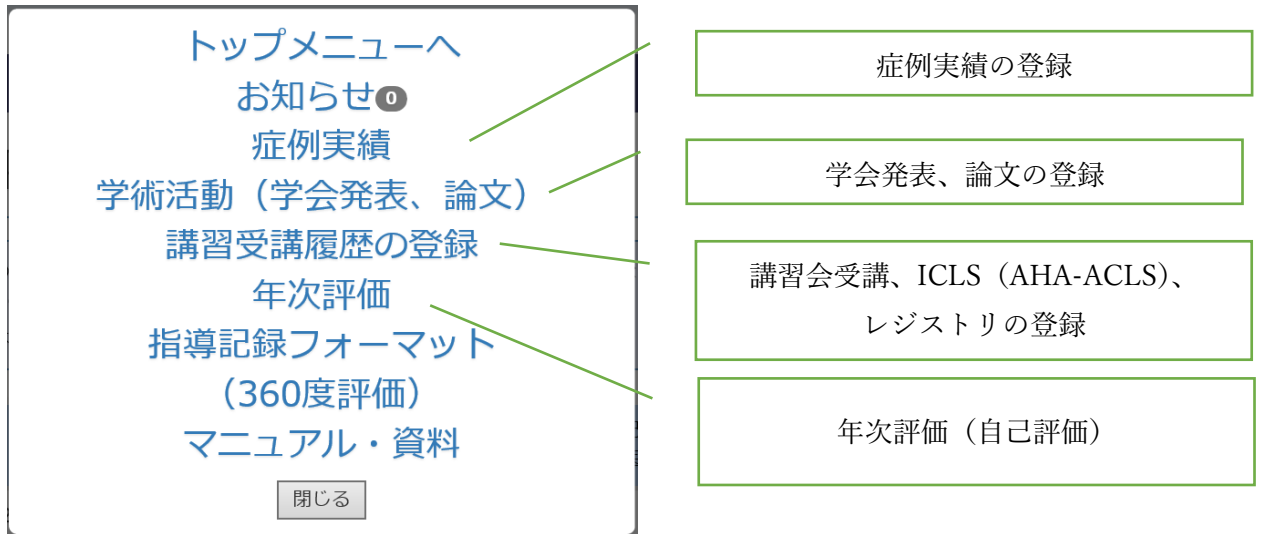 トップメニューへ
お知らせ0
症例実績
学術活動（学会発表、論文）
講習受講履歴の登録
年次評価
指導記録フォーマット
（360度評価）
マニュアル・資料
閉じる
症例実績の登録
学会発表、論文の登録
講習会受講、ICLS（AHA-ACLS）、
レジストリの登録
年次評価（自己評価）